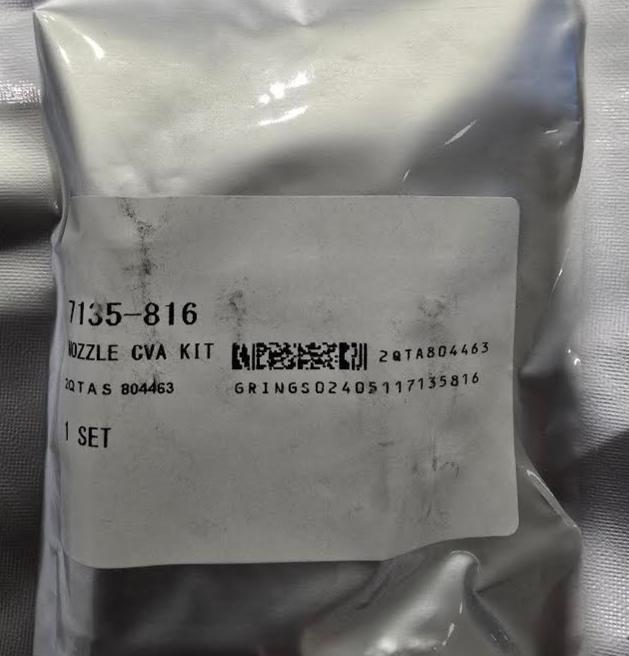 7135-816
NOZZLE CVA KIT
2QTA804463
2QTAS 804463
GRINGS02405117135816
1 SET